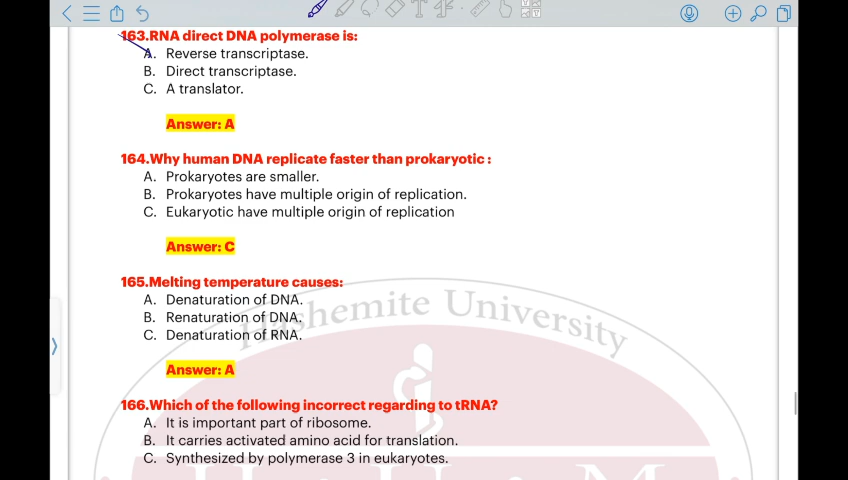 163.RNA direct DNA polymerase is:
A. Reverse transcriptase.
B. Direct transcriptase.
C. A translator.
Answer: A
164.Why human DNA replicate faster than prokaryotic :
A. Prokaryotes are smaller.
B. Prokaryotes have multiple origin of replication.
C. Eukaryotic have multiple origin of replication
Answer: C
165.Melting temperature causes:
A. Denaturation of DNA.
B. Renaturation of DNA.
C. Denaturation of RNA.
Answer: A
Hashemite University
166.Which of the following incorrect regarding to tRNA?
A. It is important part of ribosome.
B. It carries activated amino acid for translation.
C. Synthesized by polymerase 3 in eukaryotes.